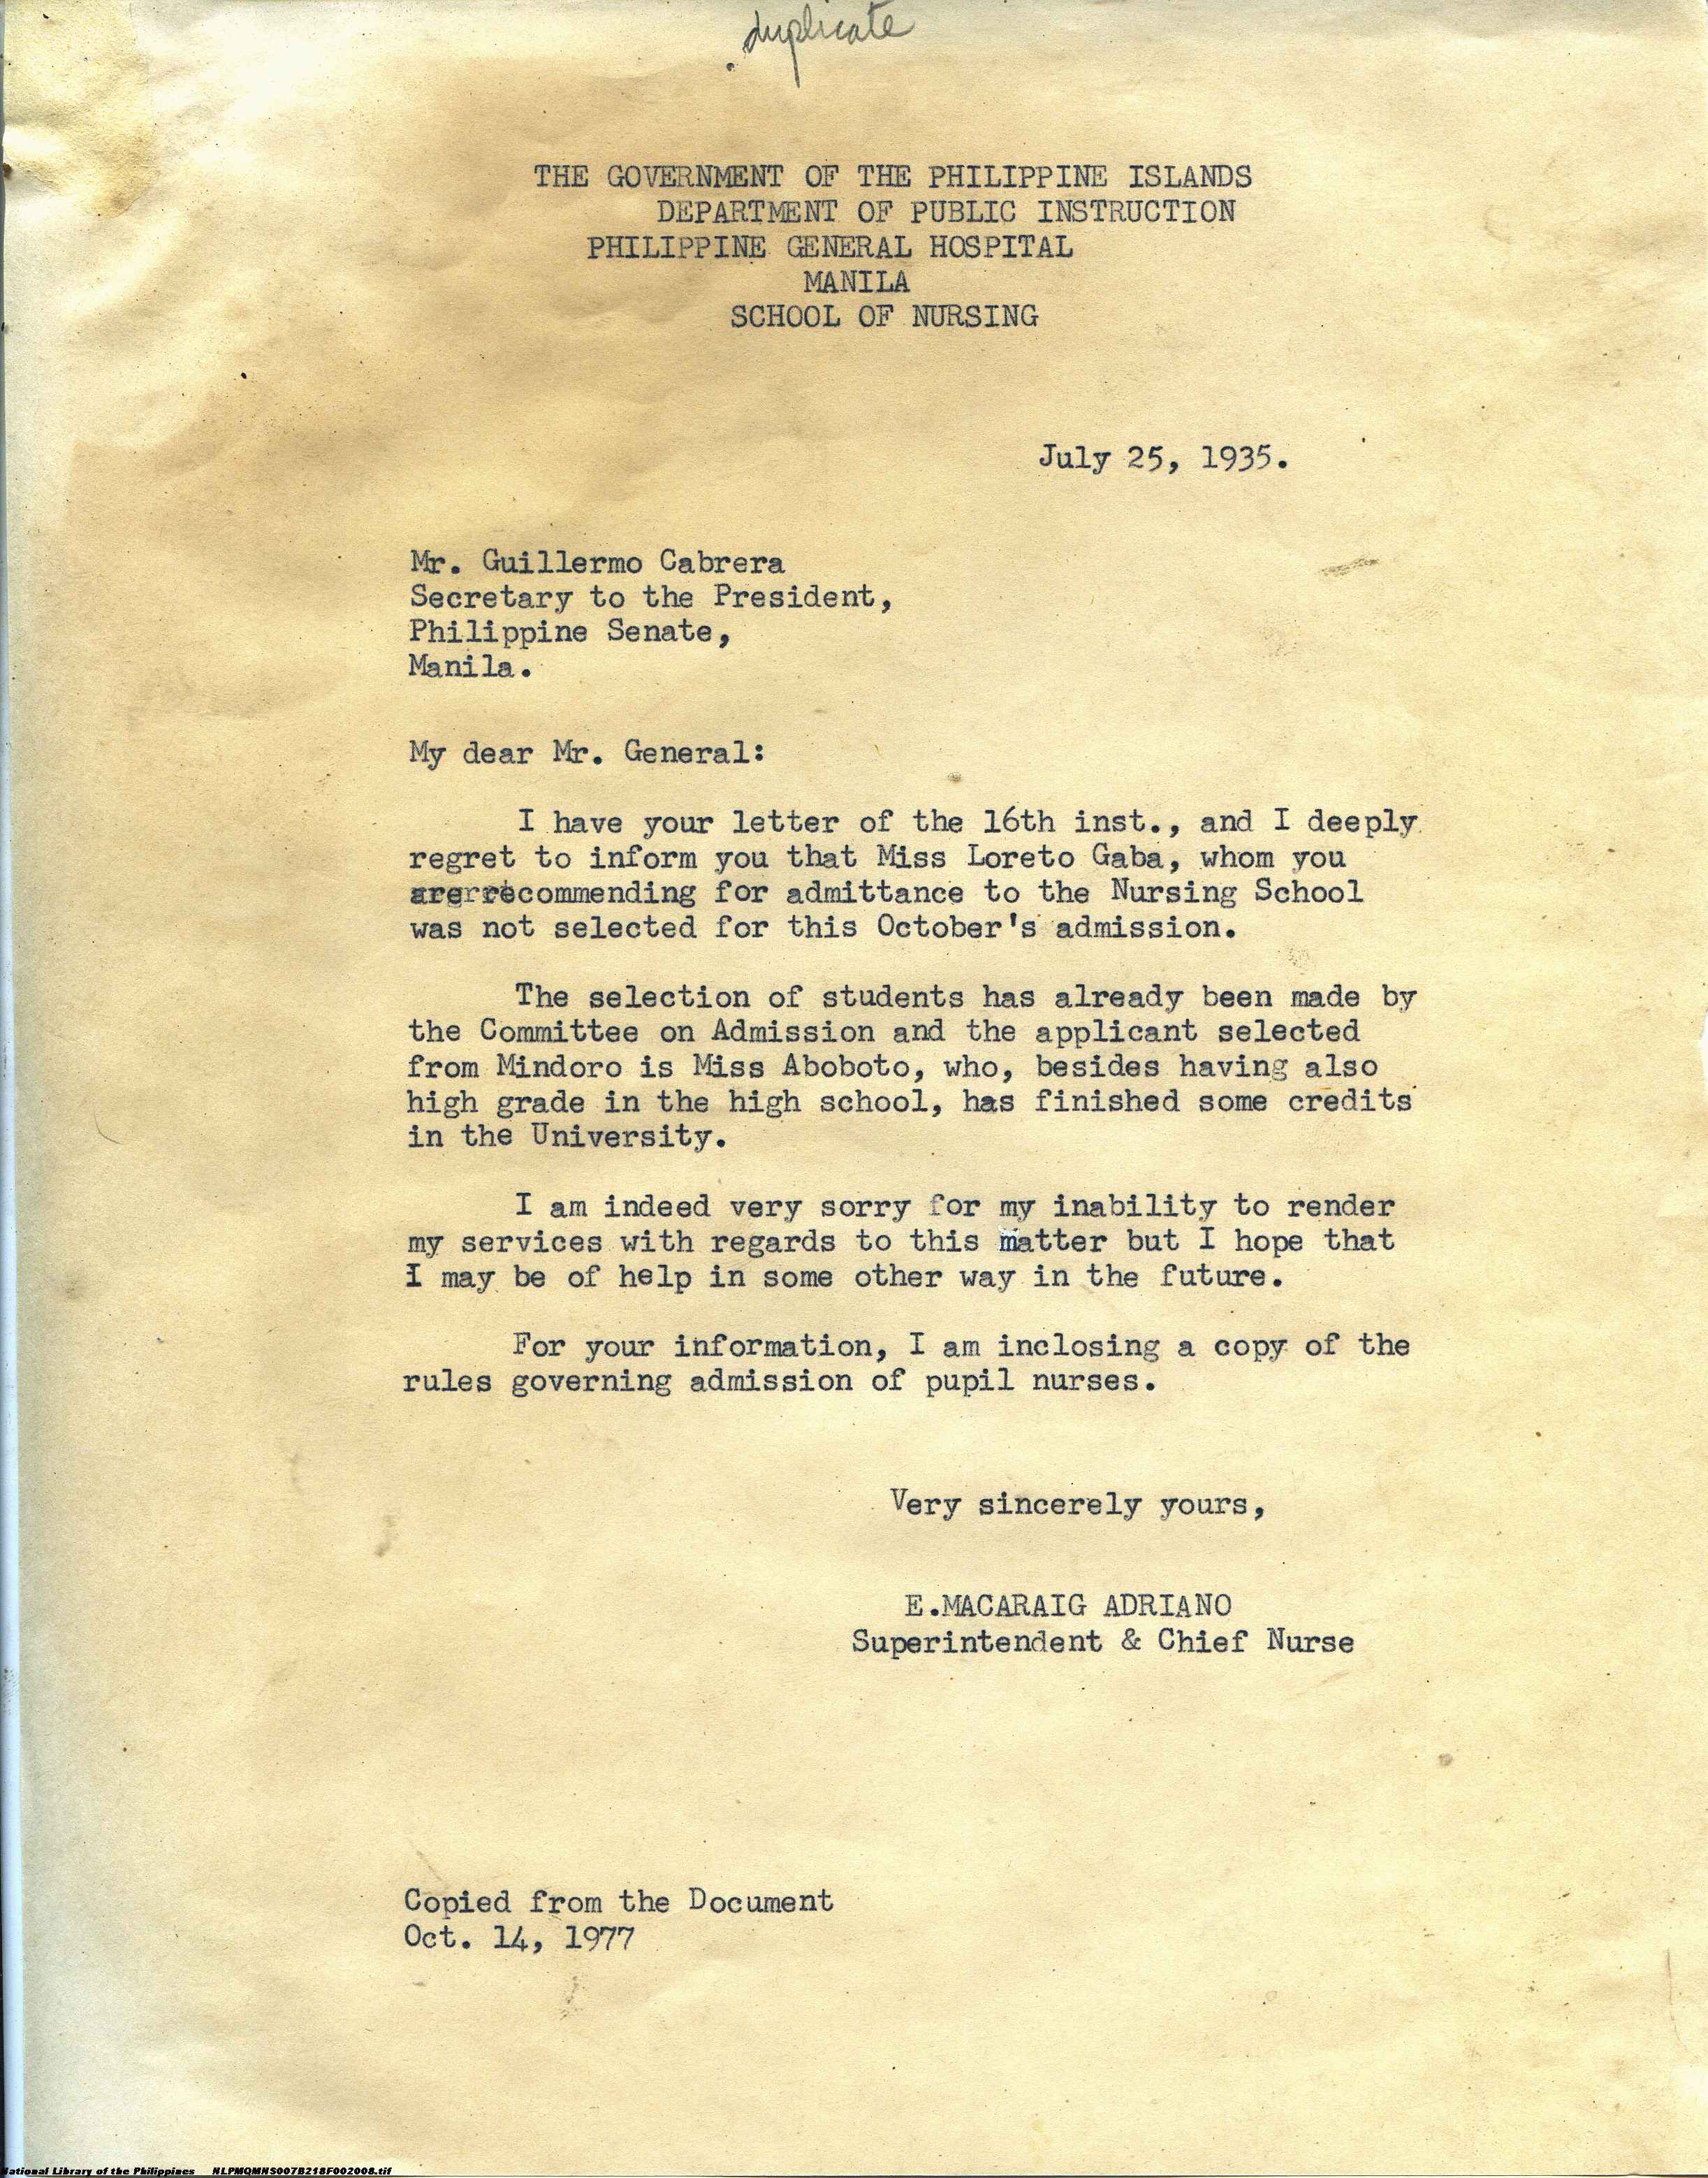 duplicate
THE GOVERNMENT OF THE PHILIPPINE ISLANDS
DEPARTMENT OF PUBLIC INSTRUCTION
PHILIPPINE GENERAL HOSPITAL
MANILA
SCHOOL OF NURSING
July 25, 1935.
Mr. Guillermo Cabrera
Secretary to the President,
Philippine Senate,
Manila.
My dear Mr. General:
I have your letter of the 16th inst., and I deeply
regret to inform you that Miss Loreto Gaba, whom you
are recommending for admittance to the Nursing School
was not selected for this October's admission.
The selection of students has already been made by
the Committee on Admission and the applicant selected
from Mindoro is Miss Aboboto, who, besides having also
high grade in the high school, has finished some credits
in the University.
I am indeed very sorry for my inability to render
my services with regards to this matter but I hope that
I may be of help in some other way in the future.
For your information, I am inclosing a copy of the
rules governing admission of pupil nurses.
Very sincerely yours,
E.MACARAIG ADRIANO
Superintendent & Chief Nurse
Copied from the Document
Oct. 14, 1977
National Library of the Philippines NLPMQMNS007B218F002008.tif